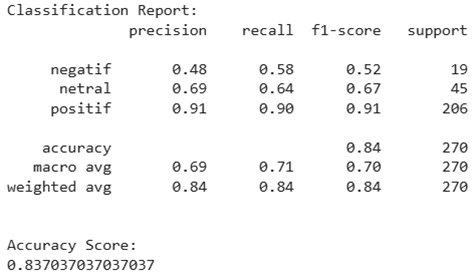 Classification Report:
precision recall f1-score support
negatif 0.48 0.58 0.52 19
netral 0.69 0.64 0.67 45
positif 0.91 0.90 0.91 206
accuracy 0.84 270
macro avg 0.69 0.71 0.70 270
weighted avg 0.84 0.84 0.84 270
Accuracy Score:
0.837037037037037